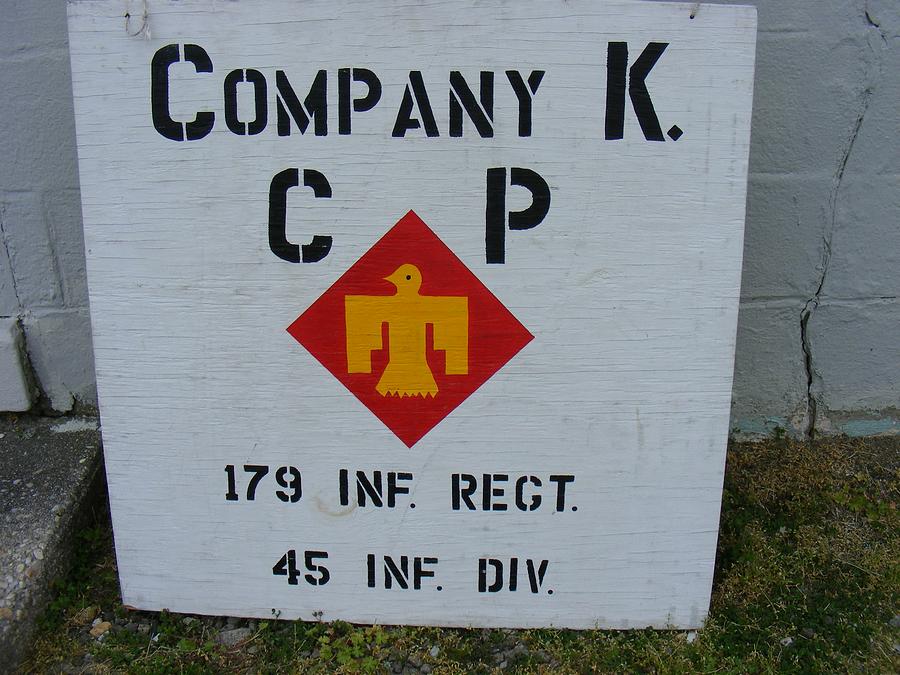 COMPANY K.
C P
179 INF. REGT.
45 INF. DIV.